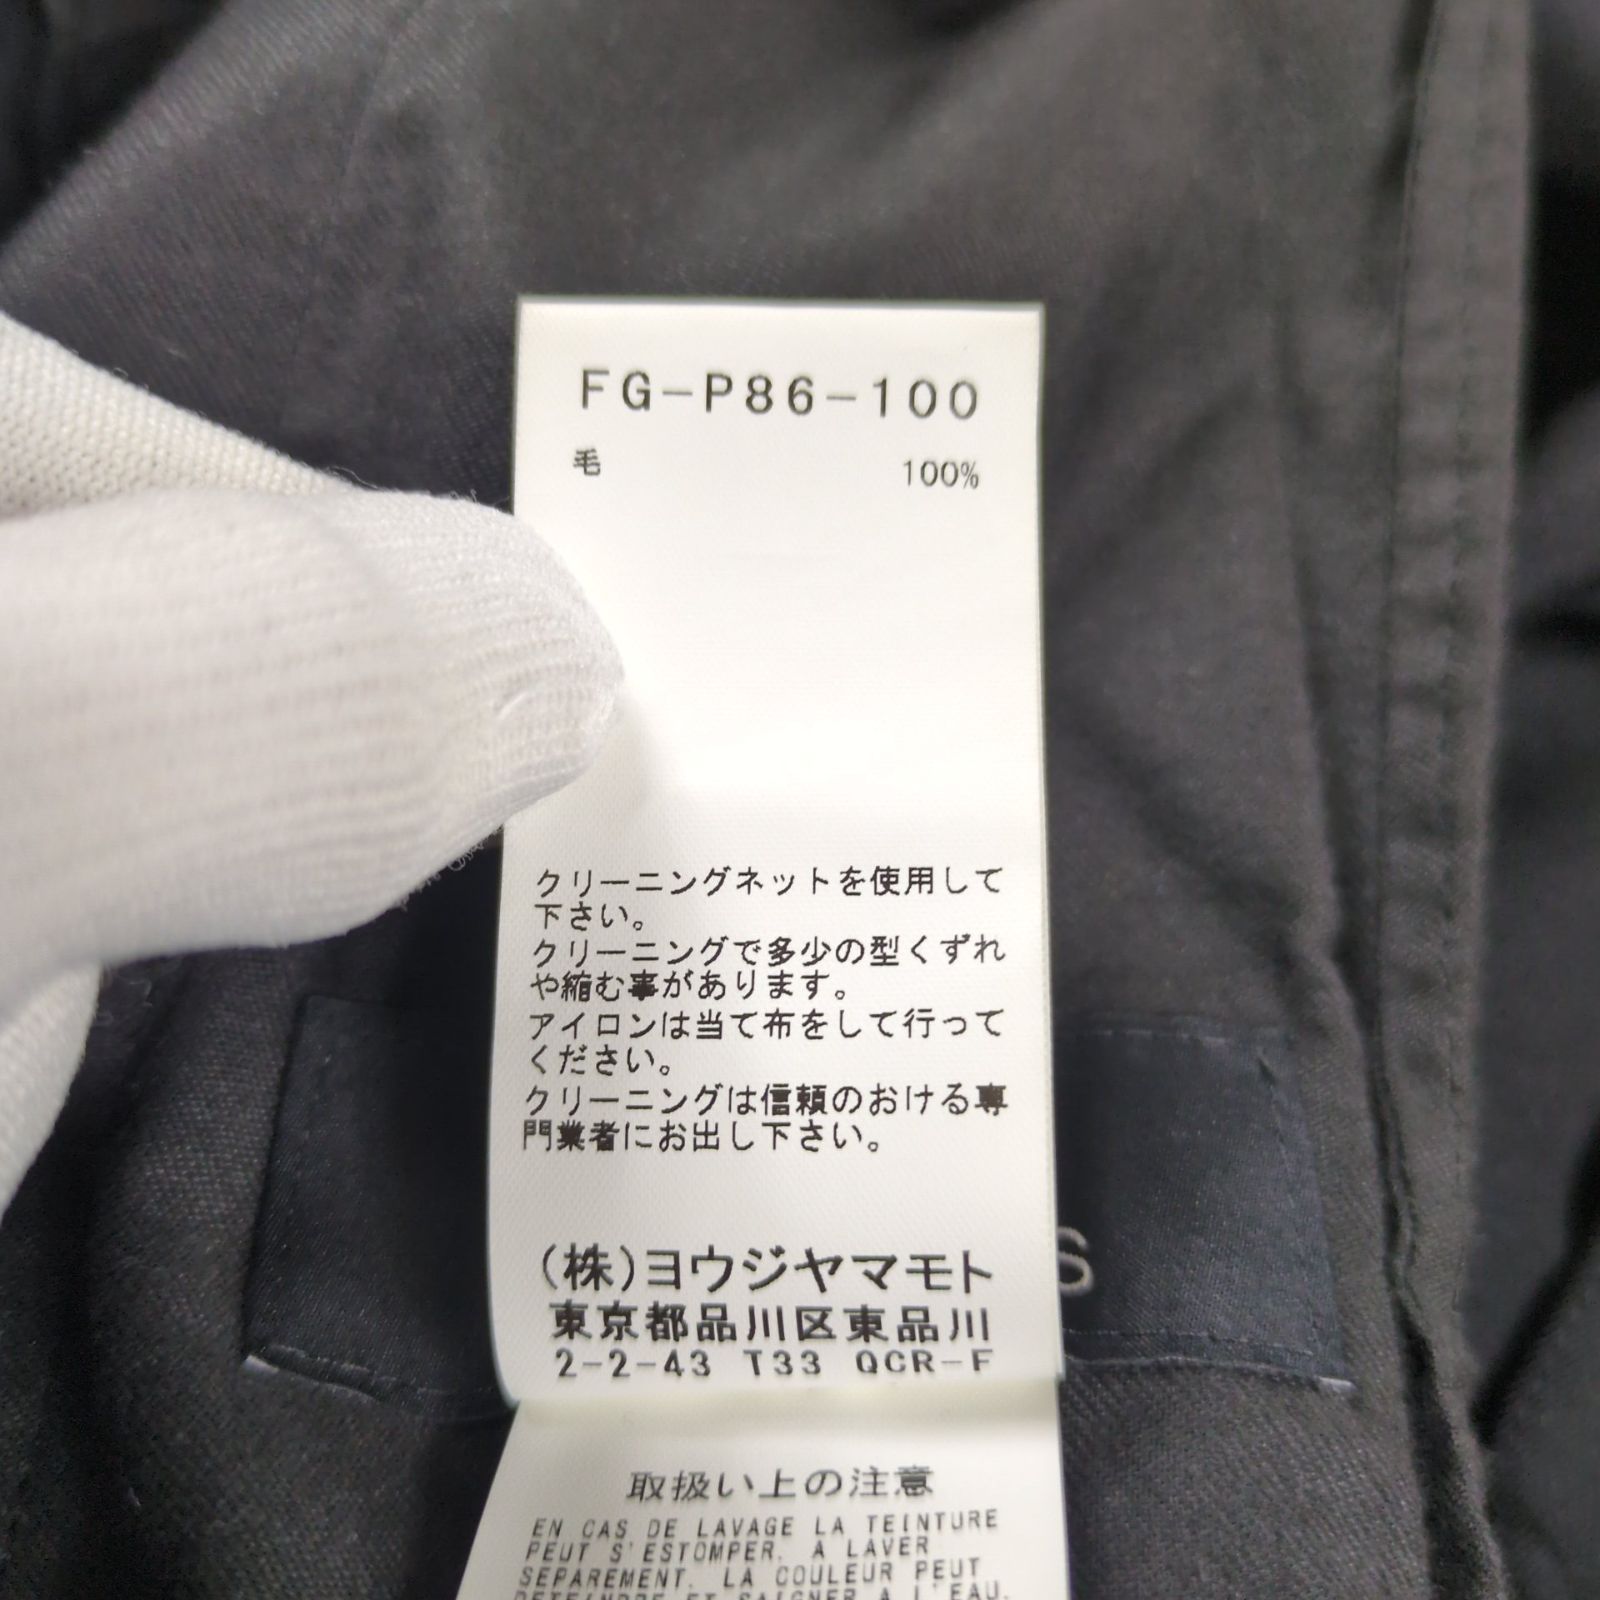 FG-P86-100
毛 100%
クリーニングネットを使用して
下さい。
クリーニングで多少の型くずれ
や縮む事があります。
アイロンは当て布をして行って
ください。
クリーニングは信頼のおける専
門業者にお出し下さい。
(株)ヨウジヤマモト
S
東京都品川区東品川
2-2-43 T33 QCR-F
取扱い上の注意
EN CAS DE LAVAGE LA TEINTURE
PEUT S'ESTOMPER. A LAVER
SEPAREMENT. LA COULEUR PEUT
DETEINDRE ET SAIGNER A L'EAU.